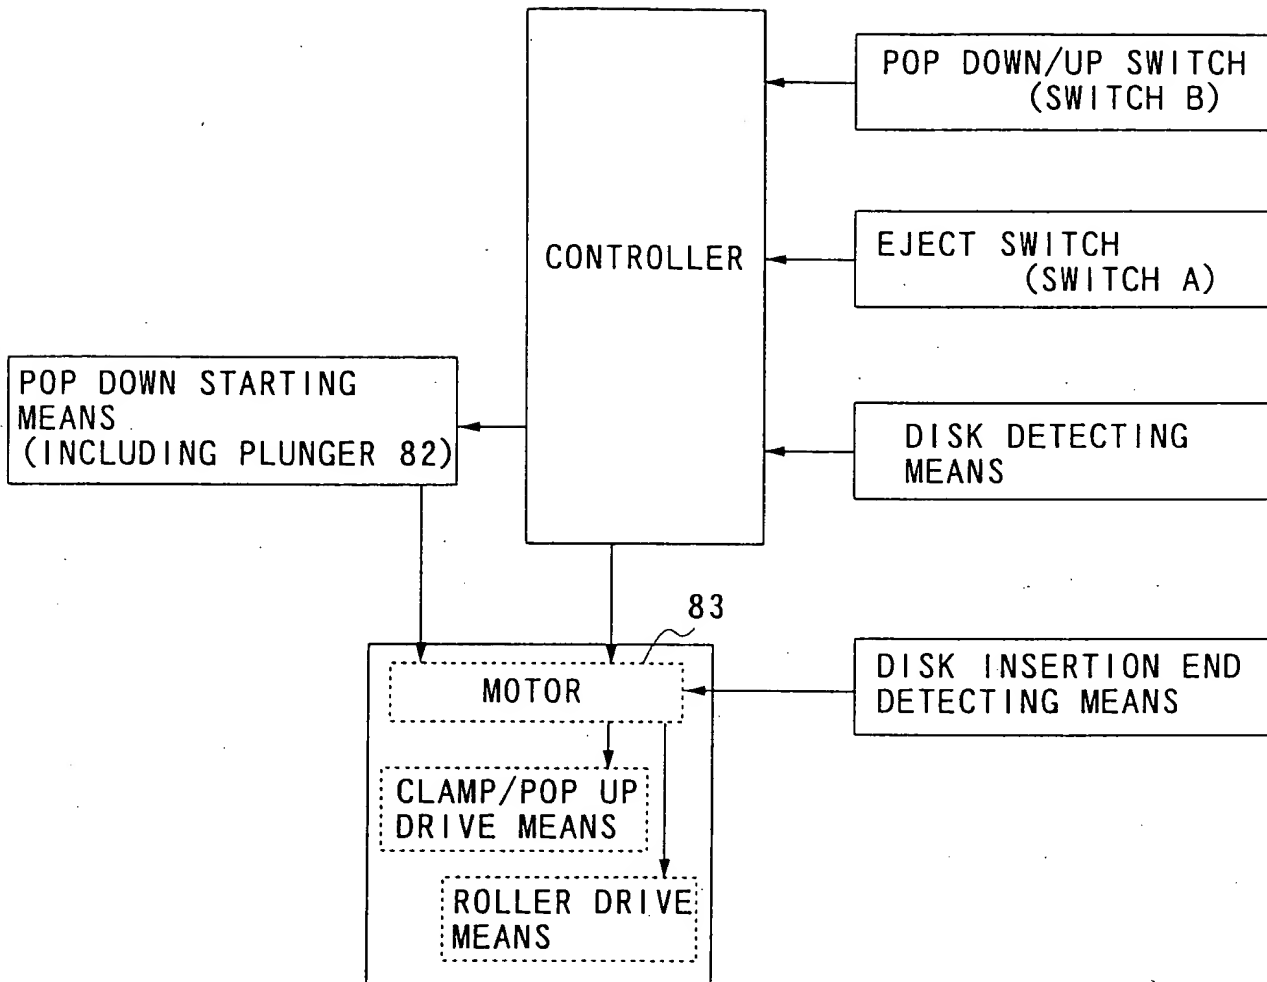 POP DOWN/UP SWITCH
(SWITCH B)
CONTROLLER
EJECT SWITCH
(SWITCH A)
POP DOWN STARTING
MEANS
(INCLUDING PLUNGER 82)
DISK DETECTING
MEANS
83
MOTOR
DISK INSERTION END
DETECTING MEANS
CLAMP/POP UP
DRIVE MEANS
ROLLER DRIVE
MEANS